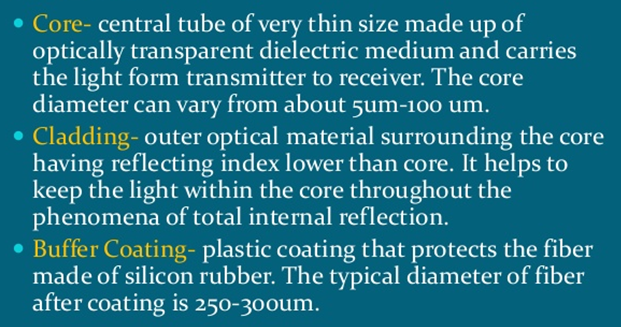 • Core- central tube of very thin size made up of
optically transparent dielectric medium and carries
the light form transmitter to receiver. The core
diameter can vary from about 5um-100 um.
• Cladding- outer optical material surrounding the core
having reflecting index lower than core. It helps to
keep the light within the core throughout the
phenomena of total internal reflection.
• Buffer Coating- plastic coating that protects the fiber
made of silicon rubber. The typical diameter of fiber
after coating is 250-300um.